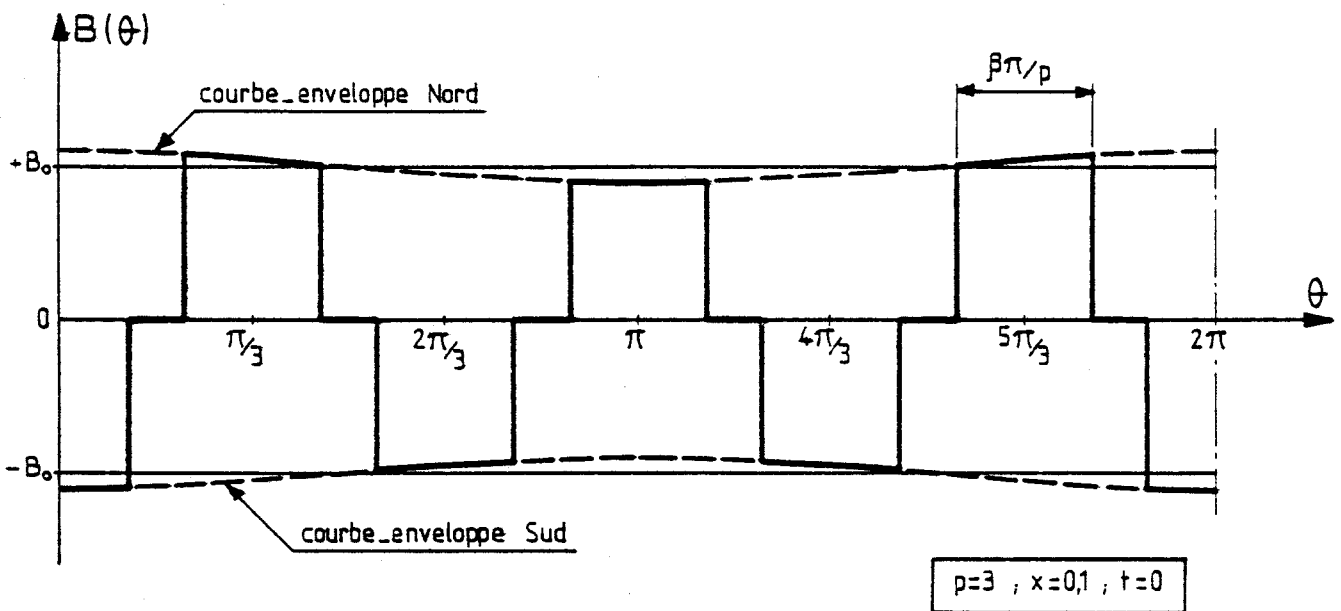 B(θ)
βπ/p
courbe_enveloppe Nord
+B₀
θ
0
π/3
2π/3
π
4π/3
5π/3
2π
-B₀
courbe_enveloppe Sud
p=3 ; x=0,1 ; t=0